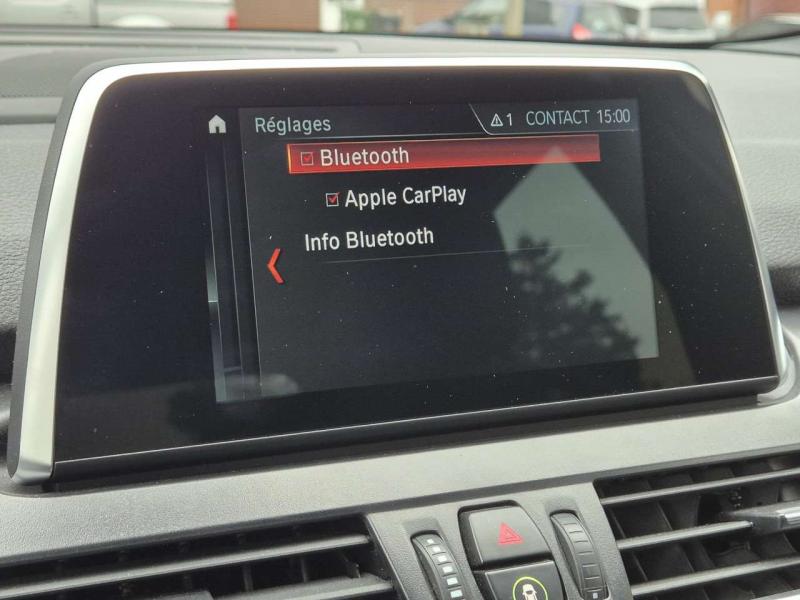 Réglages
1 CONTACT 15:00
Bluetooth
Apple CarPlay
Info Bluetooth